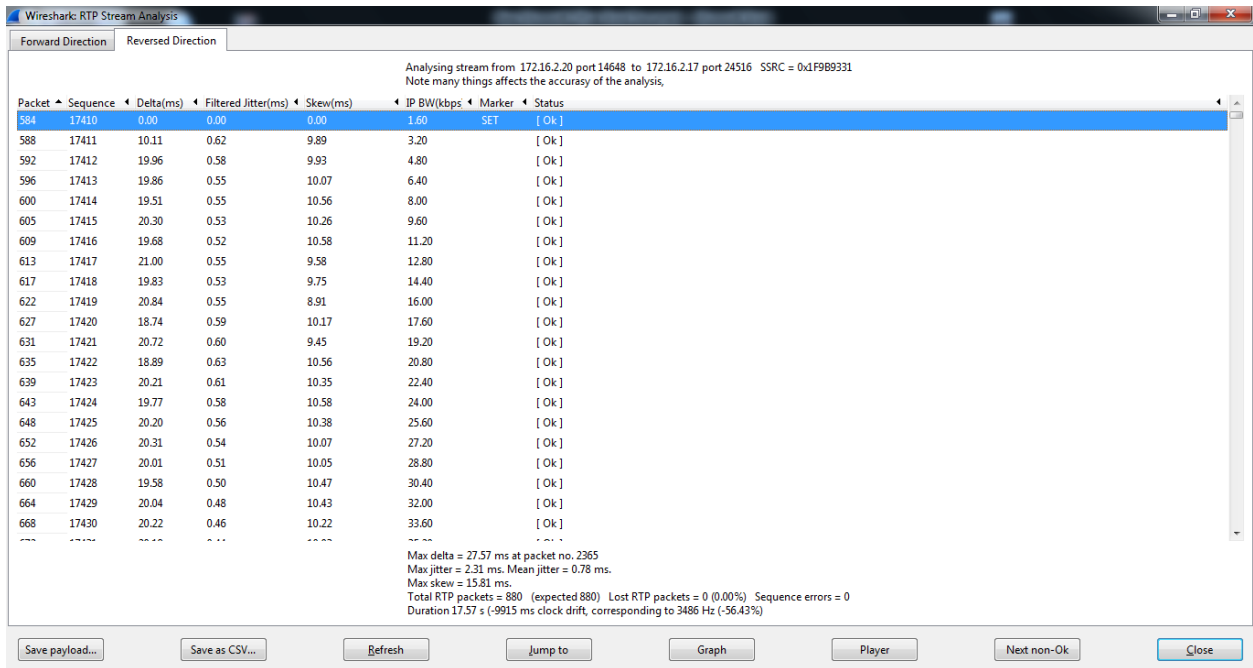 Wireshark: RTP Stream Analysis
Forward Direction Reversed Direction
Analysing stream from 172.16.2.20 port 14648 to 172.16.2.17 port 24516 SSRC = 0x1F9B9331
Note many things affects the accurasy of the analysis,
Packet Sequence Delta(ms) Filtered Jitter(ms) Skew(ms) IP BW(kbps Marker Status
584 17410 0.00 0.00 0.00 1.60 SET [ Ok ]
588 17411 10.11 0.62 9.89 3.20 [ Ok ]
592 17412 19.96 0.58 9.93 4.80 [ Ok ]
596 17413 19.86 0.55 10.07 6.40 [ Ok ]
600 17414 19.51 0.55 10.56 8.00 [ Ok ]
605 17415 20.30 0.53 10.26 9.60 [ Ok ]
609 17416 19.68 0.52 10.58 11.20 [ Ok ]
613 17417 21.00 0.55 9.58 12.80 [ Ok ]
617 17418 19.83 0.53 9.75 14.40 [ Ok ]
622 17419 20.84 0.55 8.91 16.00 [ Ok ]
627 17420 18.74 0.59 10.17 17.60 [ Ok ]
631 17421 20.72 0.60 9.45 19.20 [ Ok ]
635 17422 18.89 0.63 10.56 20.80 [ Ok ]
639 17423 20.21 0.61 10.35 22.40 [ Ok ]
643 17424 19.77 0.58 10.58 24.00 [ Ok ]
648 17425 20.20 0.56 10.38 25.60 [ Ok ]
652 17426 20.31 0.54 10.07 27.20 [ Ok ]
656 17427 20.01 0.51 10.05 28.80 [ Ok ]
660 17428 19.58 0.50 10.47 30.40 [ Ok ]
664 17429 20.04 0.48 10.43 32.00 [ Ok ]
668 17430 20.22 0.46 10.22 33.60 [ Ok ]
Max delta = 27.57 ms at packet no. 2365
Max jitter = 2.31 ms. Mean jitter = 0.78 ms.
Max skew = 15.81 ms.
Total RTP packets = 880 (expected 880) Lost RTP packets = 0 (0.00%) Sequence errors = 0
Duration 17.57 s (-9915 ms clock drift, corresponding to 3486 Hz (-56.43%)
Save payload... Save as CSV... Refresh Jump to Graph Player Next non-Ok Close